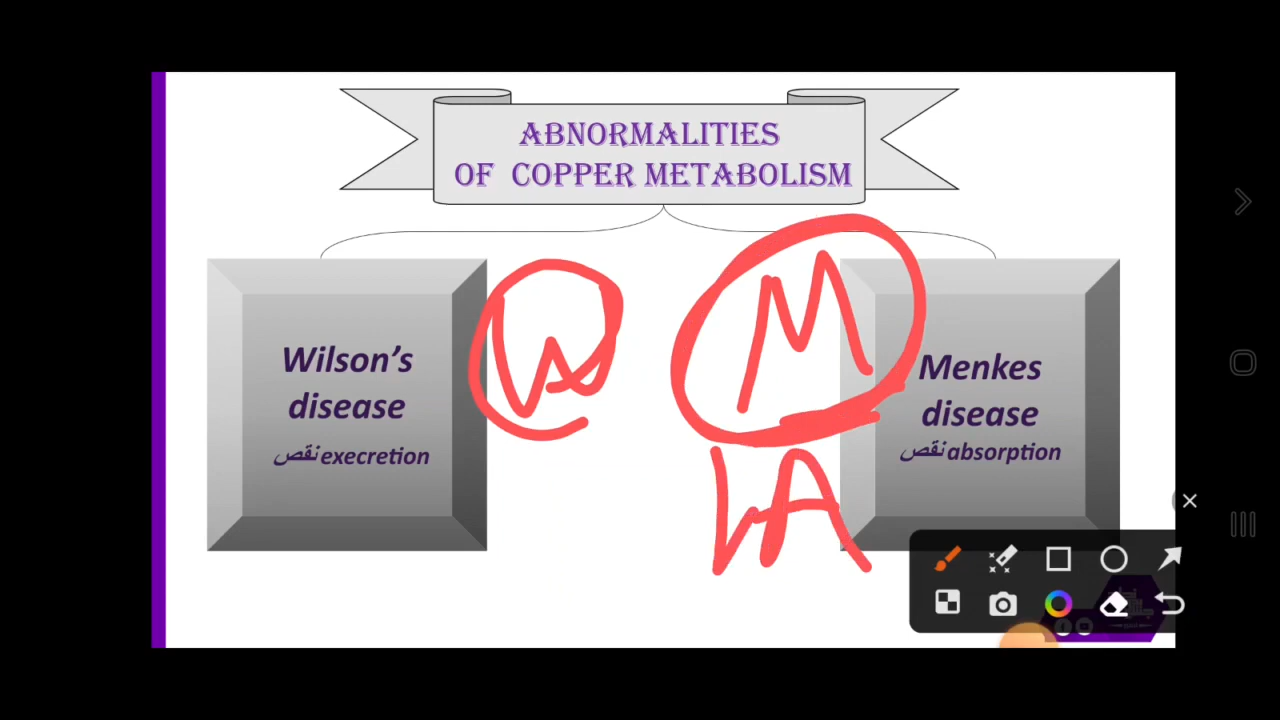 ABNORMALITIES
OF COPPER METABOLISM
Wilson's
disease
نقص execretion
W
M
Menkes
disease
نقص absorption